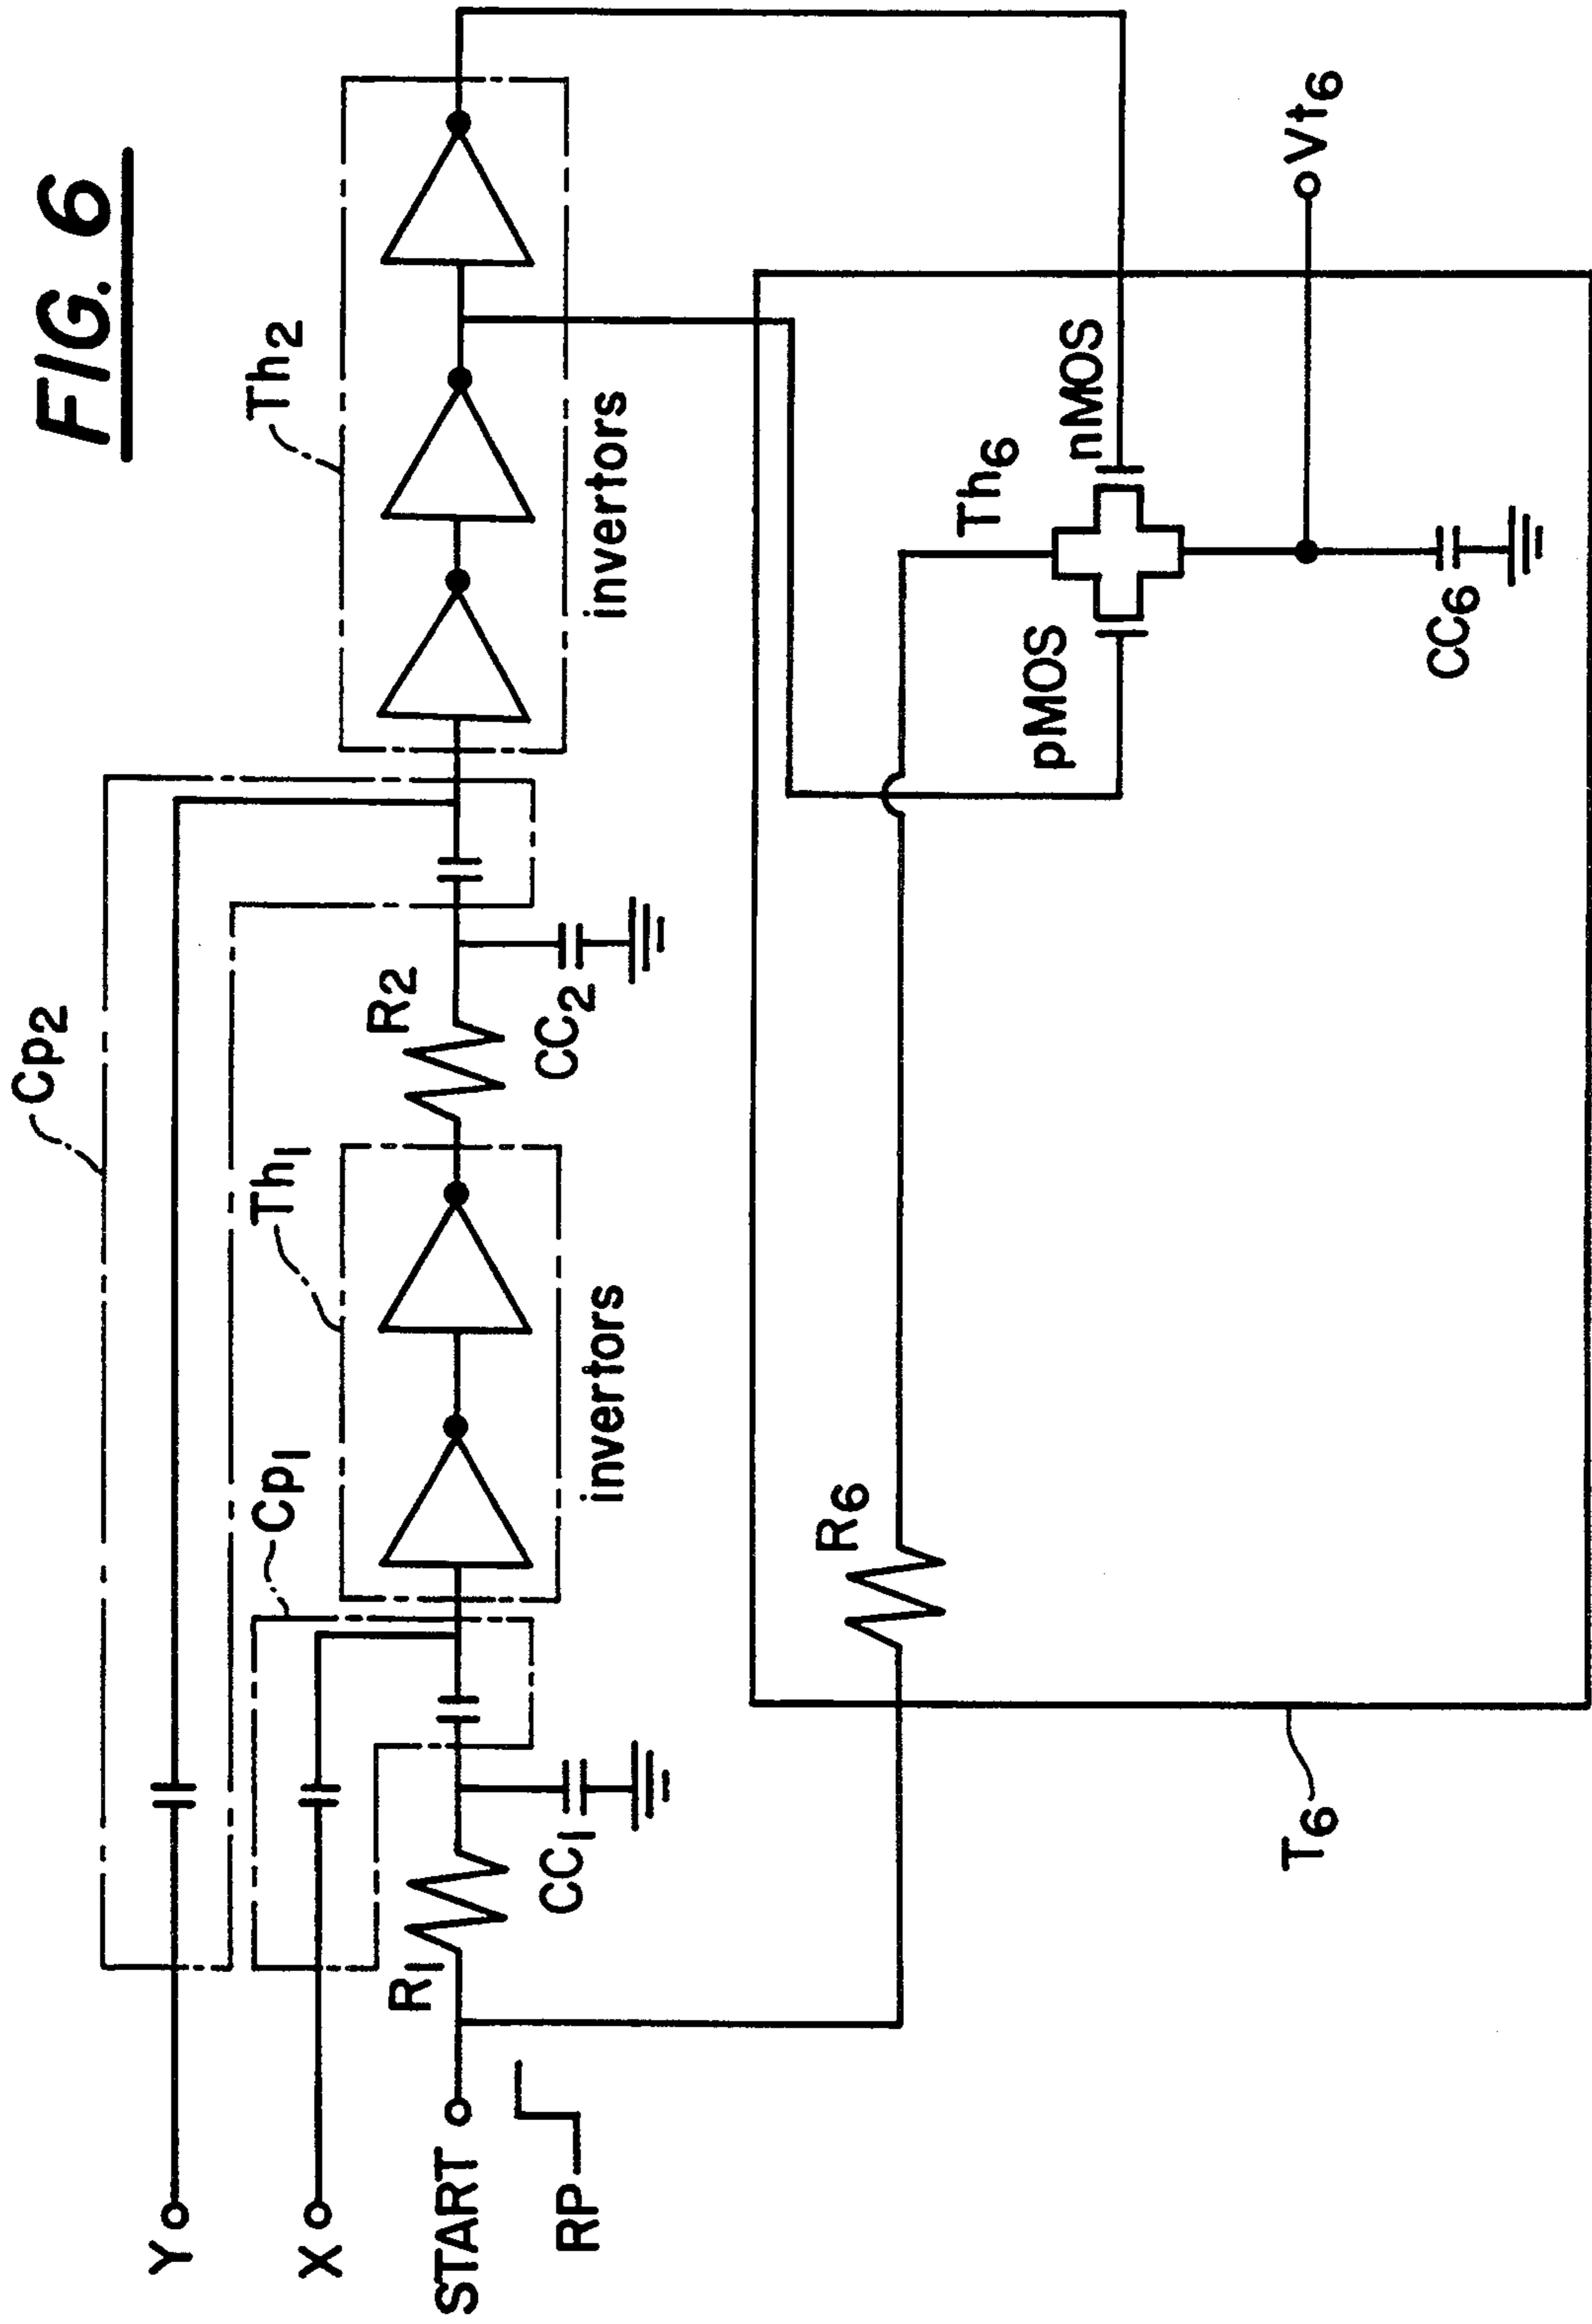 FIG. 6
Cp2
Th2
Th1
Cp1
Y
X
START
R1
R2
CC1
CC2
invertors
invertors
RP
R6
Th6
pMOS
nMOS
CC6
Vt6
T6